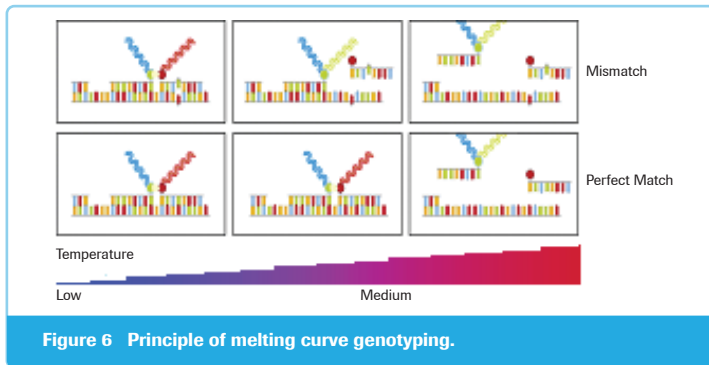 Mismatch
Perfect Match
Temperature
Low Medium
Figure 6 Principle of melting curve genotyping.